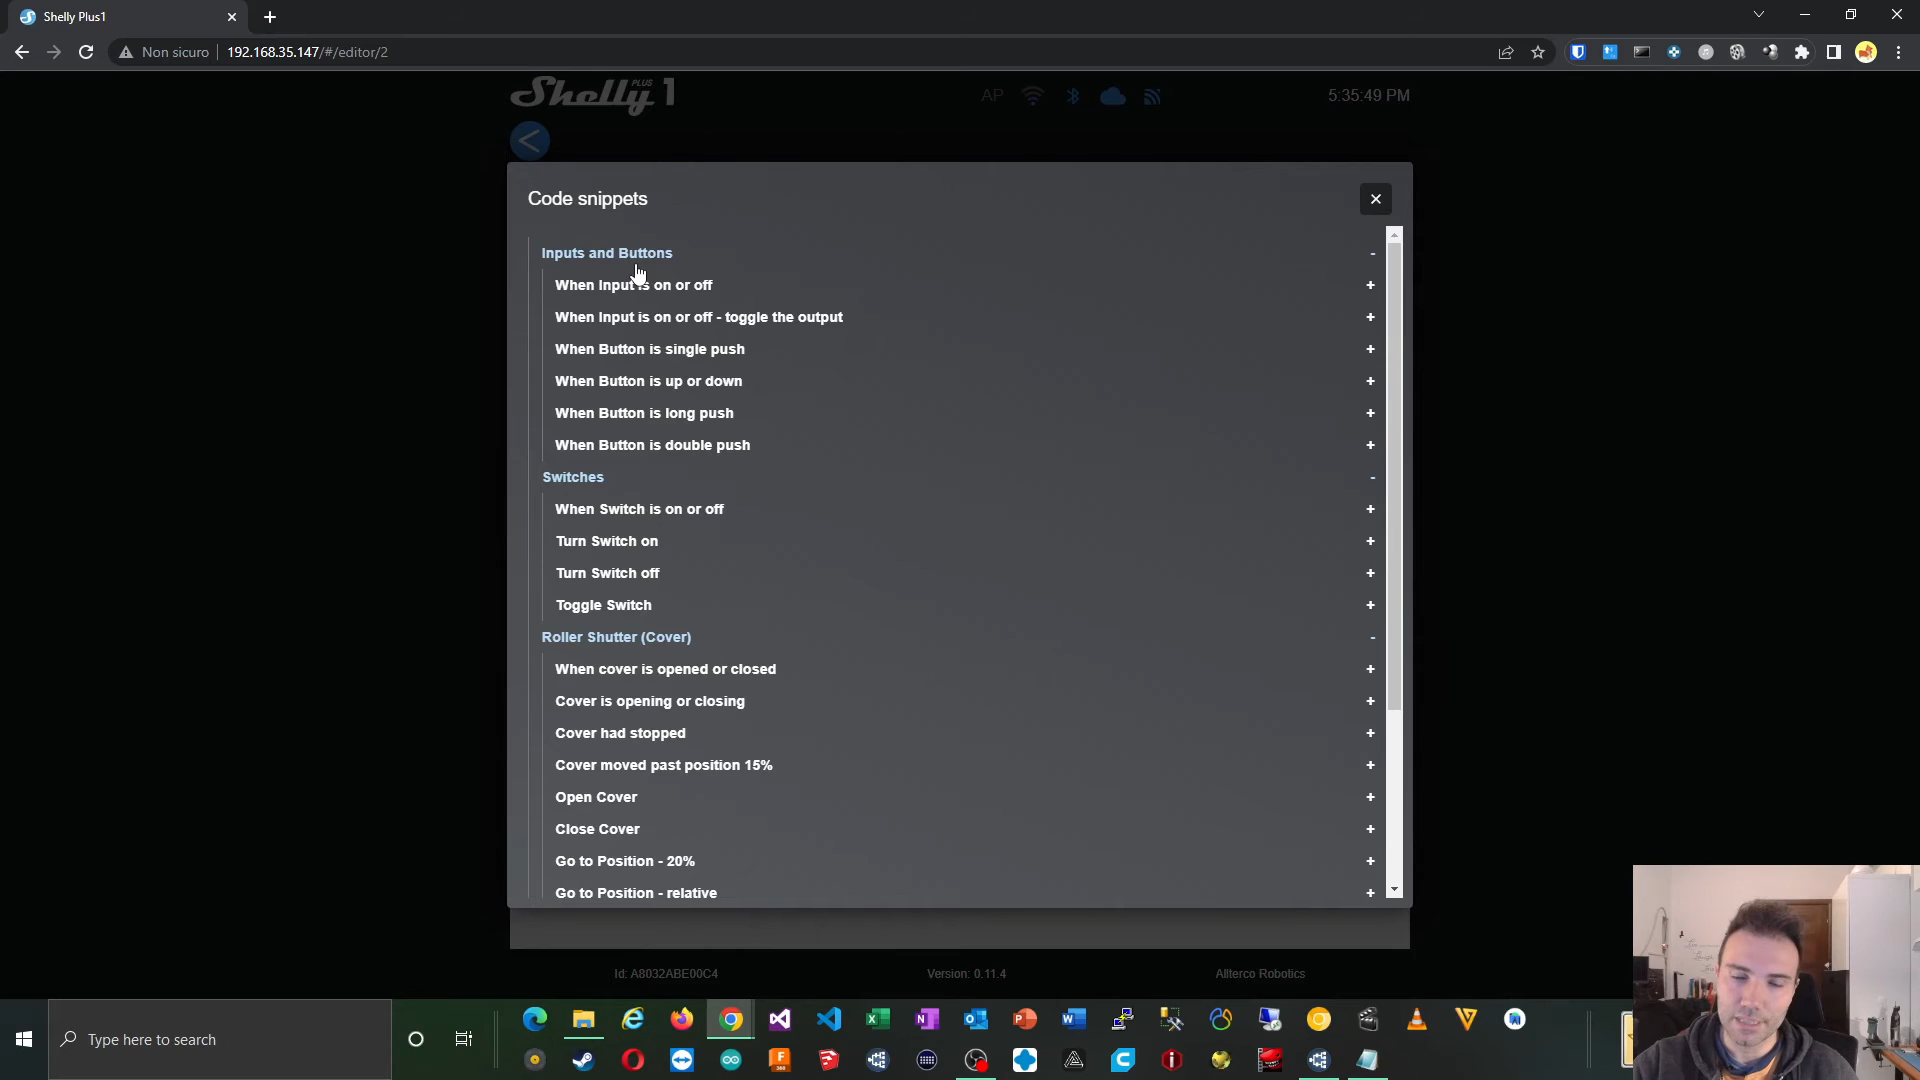 Shelly Plus1
Non sicuro 192.168.35.147/#/editor/2
Shelly PLUS 1
AP
5:35:49 PM
Code snippets
Inputs and Buttons -
When Input is on or off +
When Input is on or off - toggle the output +
When Button is single push +
When Button is up or down +
When Button is long push +
When Button is double push +
Switches -
When Switch is on or off +
Turn Switch on +
Turn Switch off +
Toggle Switch +
Roller Shutter (Cover) -
When cover is opened or closed +
Cover is opening or closing +
Cover had stopped +
Cover moved past position 15% +
Open Cover +
Close Cover +
Go to Position - 20% +
Go to Position - relative +
Id: A8032ABE00C4 Version: 0.11.4 Allterco Robotics
Type here to search